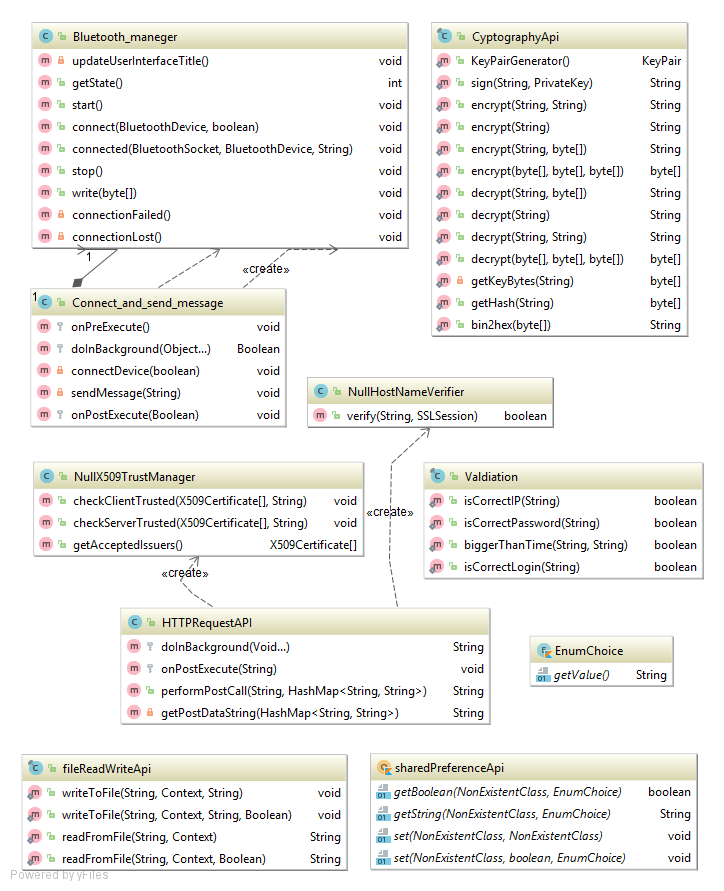 Bluetooth_maneger
updateUserInterfaceTitle() void
getState() int
start() void
connect(BluetoothDevice, boolean) void
connected(BluetoothSocket, BluetoothDevice, String) void
stop() void
write(byte[]) void
connectionFailed() void
connectionLost() void
CyptographyApi
KeyPairGenerator() KeyPair
sign(String, PrivateKey) String
encrypt(String, String) String
encrypt(String) String
encrypt(String, byte[]) String
encrypt(byte[], byte[], byte[]) byte[]
decrypt(String, byte[]) String
decrypt(String) String
decrypt(String, String) String
decrypt(byte[], byte[], byte[]) byte[]
getKeyBytes(String) byte[]
getHash(String) byte[]
bin2hex(byte[]) String
1
«create»
1
Connect_and_send_message
onPreExecute() void
doInBackground(Object...) Boolean
connectDevice(boolean) void
sendMessage(String) void
onPostExecute(Boolean) void
NullHostNameVerifier
verify(String, SSLSession) boolean
NullX509TrustManager
checkClientTrusted(X509Certificate[], String) void
checkServerTrusted(X509Certificate[], String) void
getAcceptedIssuers() X509Certificate[]
«create»
Valdiation
isCorrectIP(String) boolean
isCorrectPassword(String) boolean
biggerThanTime(String, String) boolean
isCorrectLogin(String) boolean
«create»
HTTPRequestAPI
doInBackground(Void...) String
onPostExecute(String) void
performPostCall(String, HashMap<String, String>) String
getPostDataString(HashMap<String, String>) String
EnumChoice
getValue() String
fileReadWriteApi
writeToFile(String, Context, String) void
writeToFile(String, Context, String, Boolean) void
readFromFile(String, Context) String
readFromFile(String, Context, Boolean) String
sharedPreferenceApi
getBoolean(NonExistentClass, EnumChoice) boolean
getString(NonExistentClass, EnumChoice) String
set(NonExistentClass, NonExistentClass) void
set(NonExistentClass, boolean, EnumChoice) void
Powered by yFiles